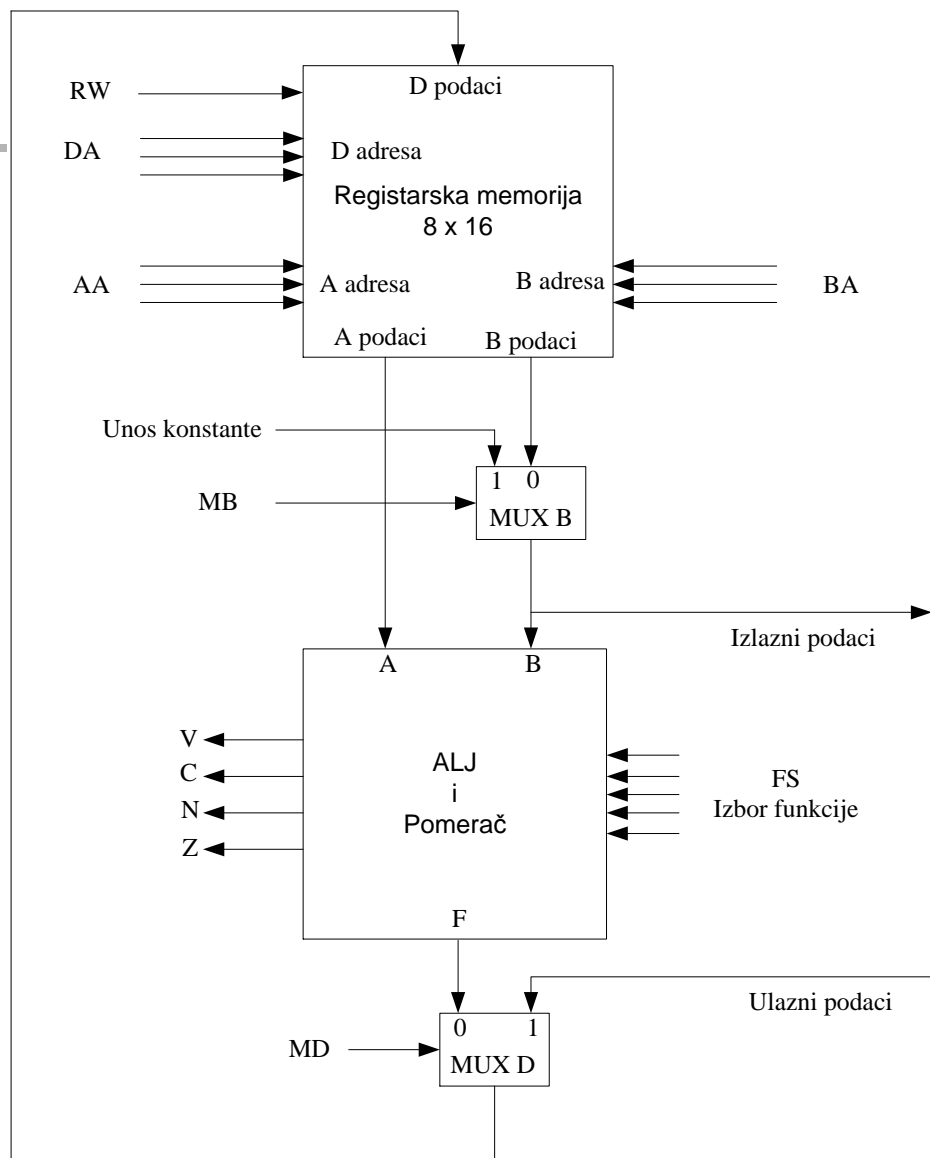 D podaci
RW
DA
D adresa
Registarska memorija
8 x 16
AA
A adresa
B adresa
BA
A podaci
B podaci
Unos konstante
1 0
MB
MUX B
Izlazni podaci
A
B
V
C
N
Z
ALJ
i
Pomerač
FS
Izbor funkcije
F
Ulazni podaci
0 1
MD
MUX D